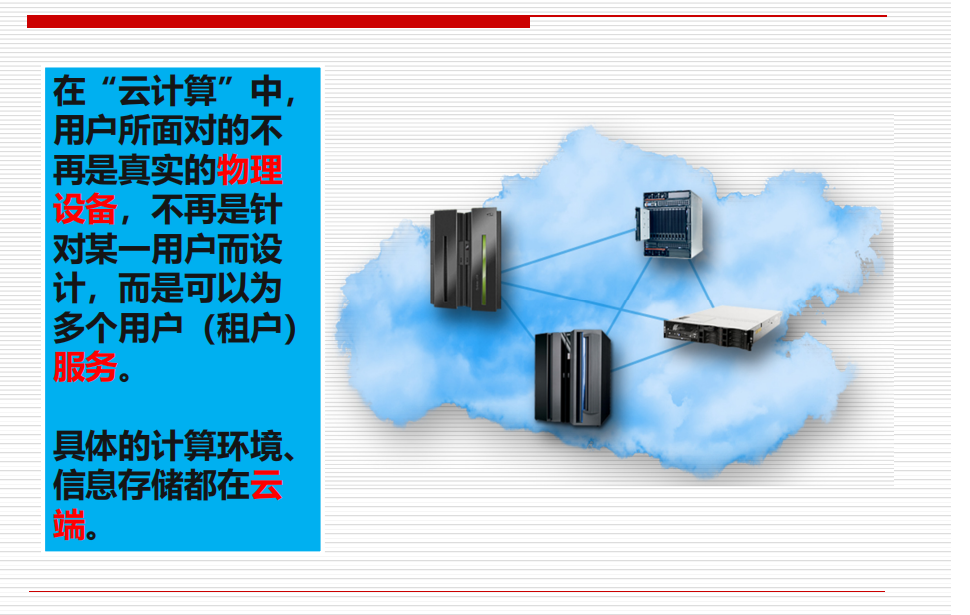 在“云计算”中，
用户所面对的不
再是真实的物理
设备，不再是针
对某一用户而设
计，而是可以为
多个用户（租户）
服务。
具体的计算环境、
信息存储都在云
端。